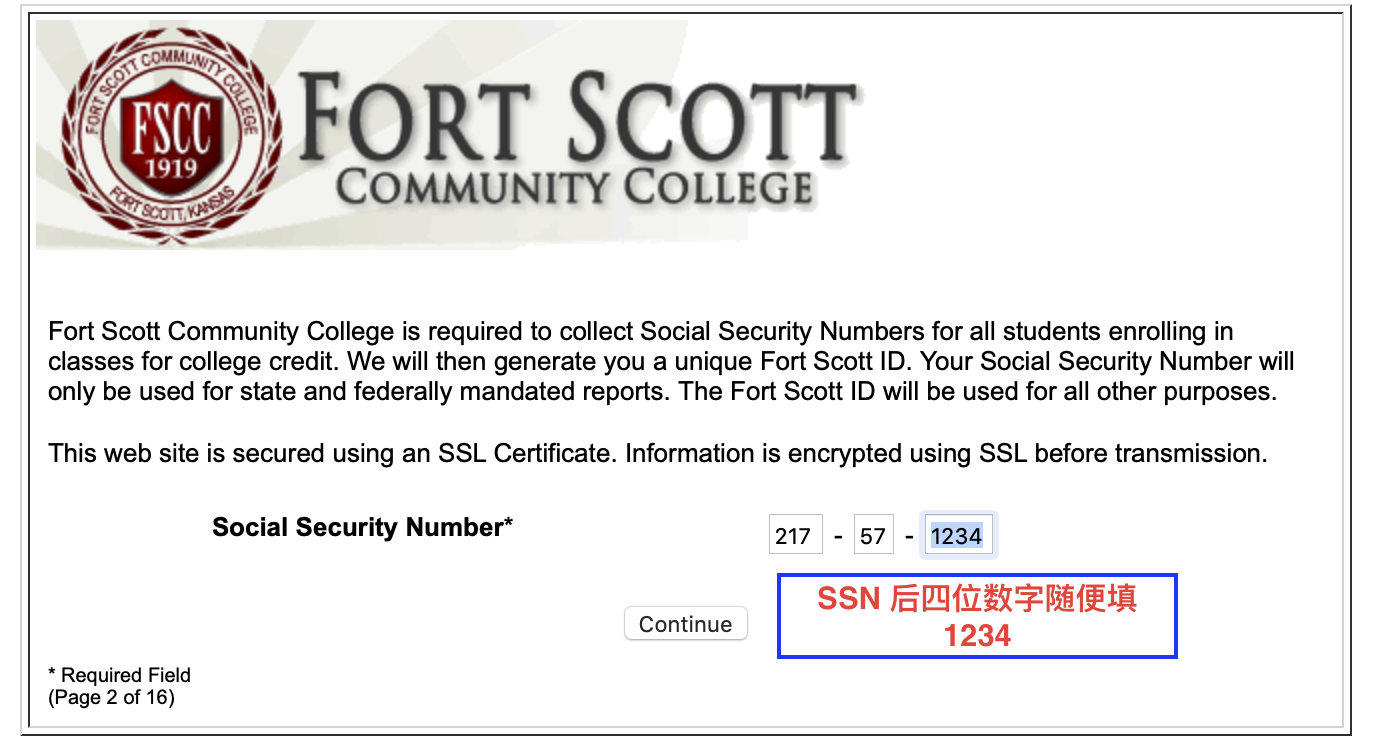 FORT SCOTT COMMUNITY COLLEGE
FSCC
1919
FORT SCOTT, KANSAS
FORT SCOTT
COMMUNITY COLLEGE
Fort Scott Community College is required to collect Social Security Numbers for all students enrolling in
classes for college credit. We will then generate you a unique Fort Scott ID. Your Social Security Number will
only be used for state and federally mandated reports. The Fort Scott ID will be used for all other purposes.
This web site is secured using an SSL Certificate. Information is encrypted using SSL before transmission.
Social Security Number* 217 - 57 - 1234
SSN 后四位数字随便填
1234
Continue
* Required Field
(Page 2 of 16)